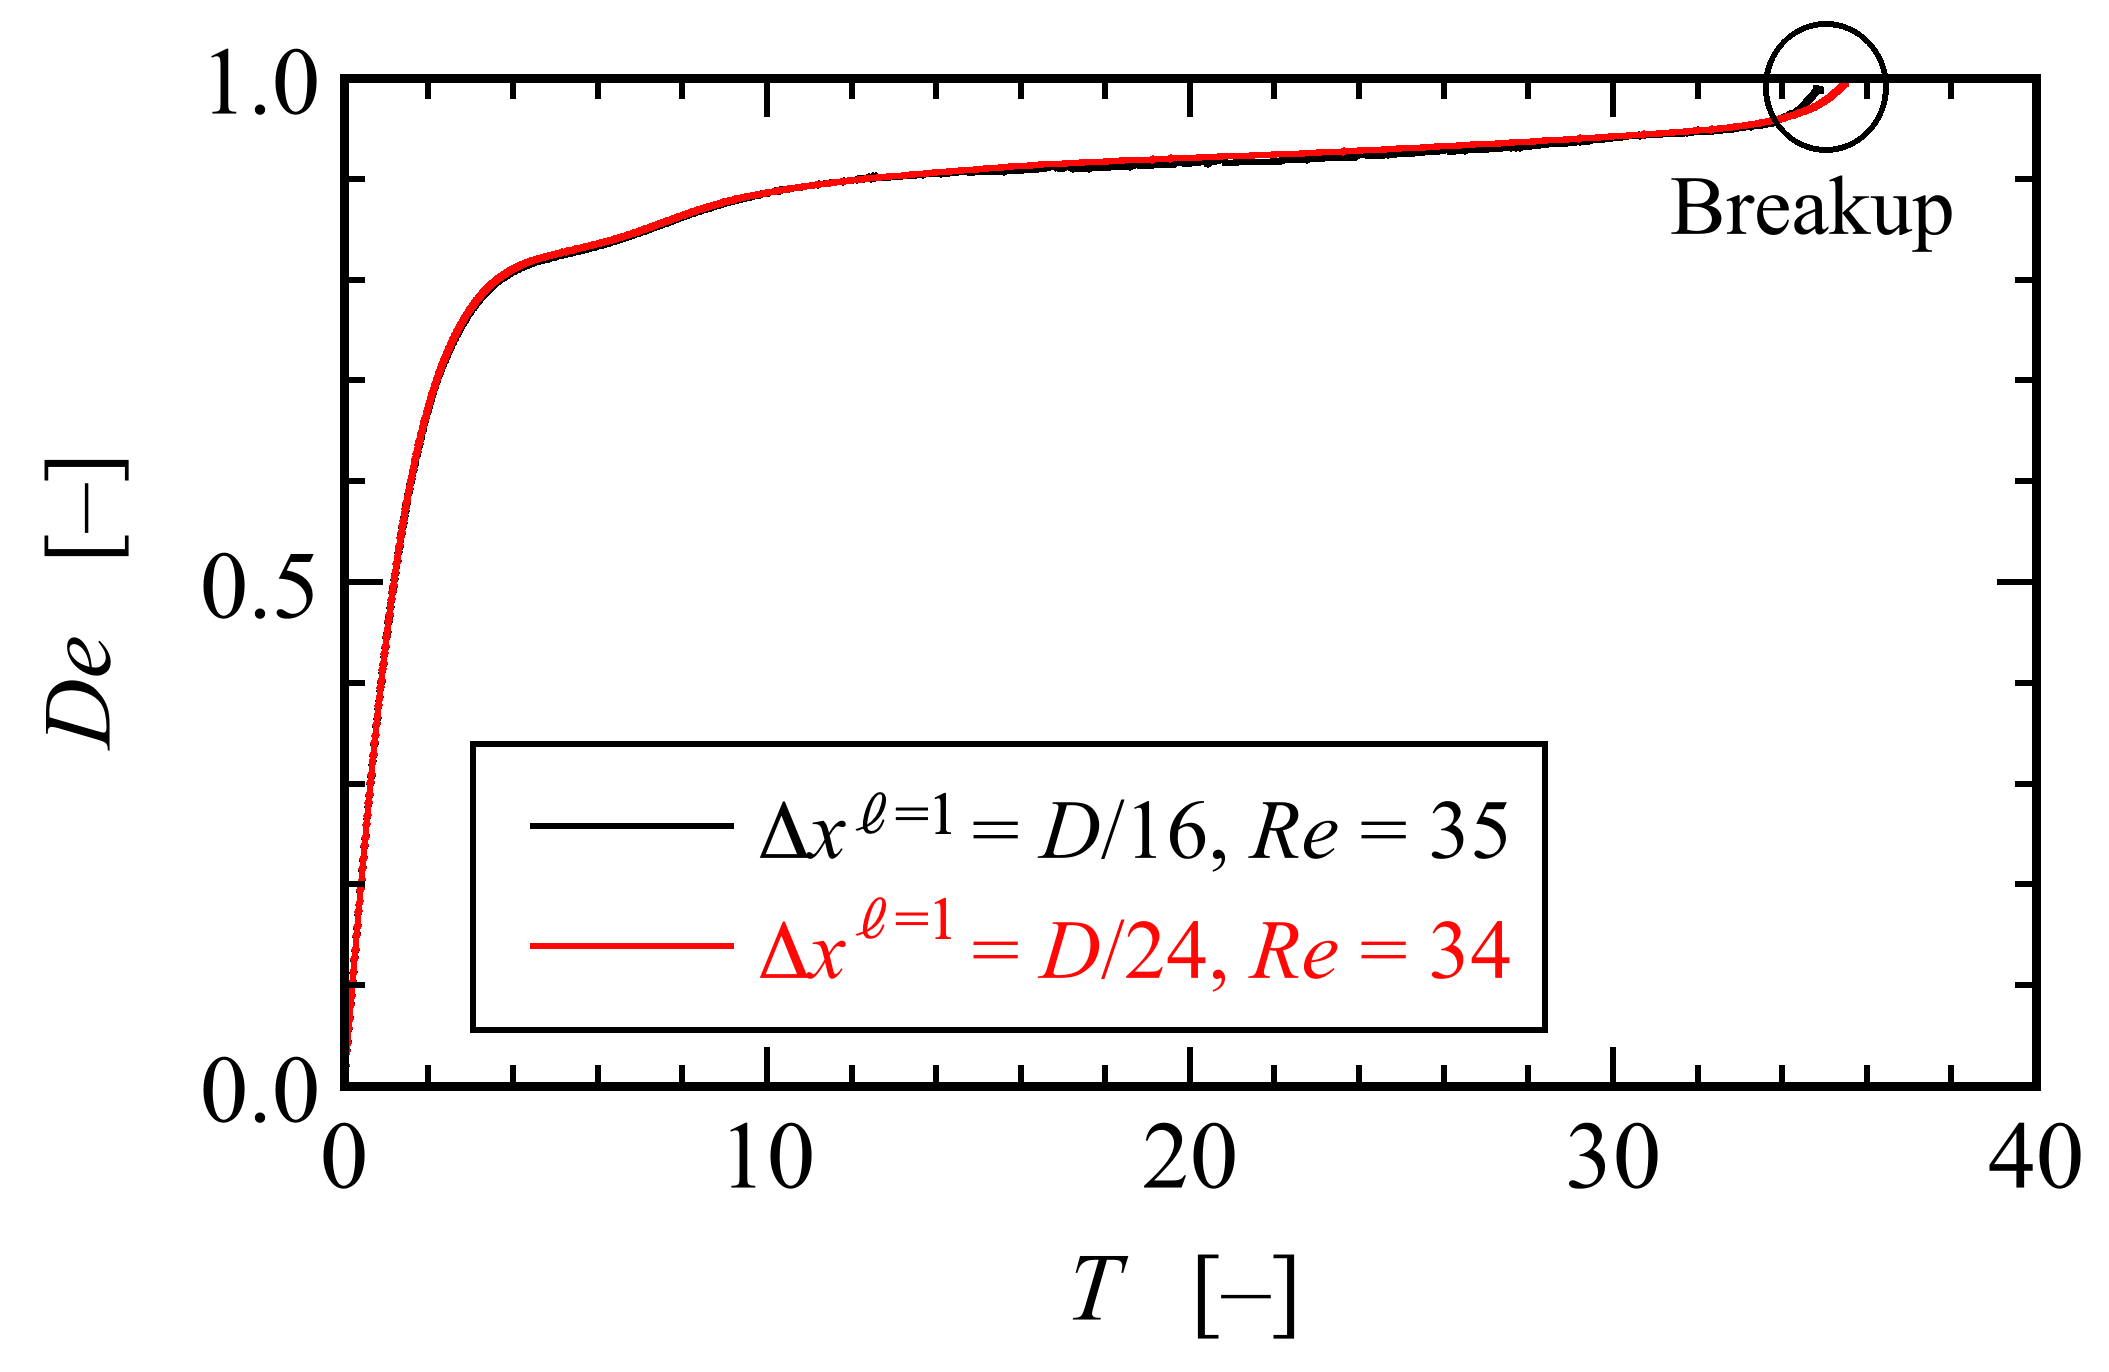 1.0
Breakup
0.5
De [–]
Δx^ℓ=1 = D/16, Re = 35
Δx^ℓ=1 = D/24, Re = 34
0.0
0 10 20 30 40
T [–]